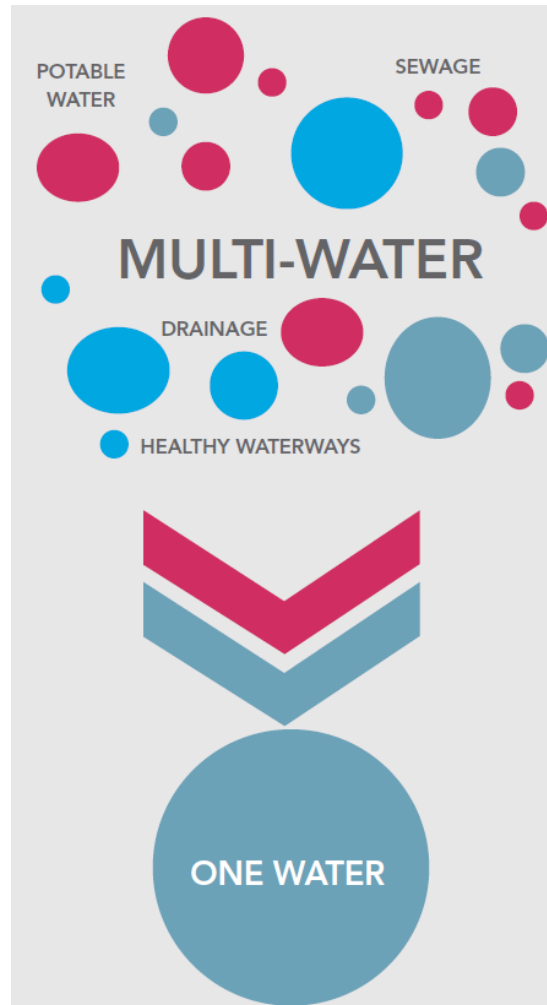 POTABLE
WATER
SEWAGE
MULTI-WATER
DRAINAGE
HEALTHY WATERWAYS
ONE WATER